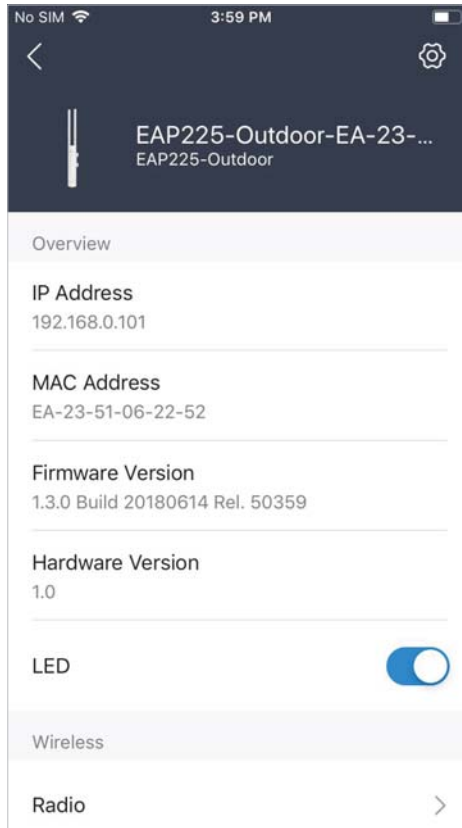 No SIM 3:59 PM
EAP225-Outdoor-EA-23-...
EAP225-Outdoor
Overview
IP Address
192.168.0.101
MAC Address
EA-23-51-06-22-52
Firmware Version
1.3.0 Build 20180614 Rel. 50359
Hardware Version
1.0
LED
Wireless
Radio